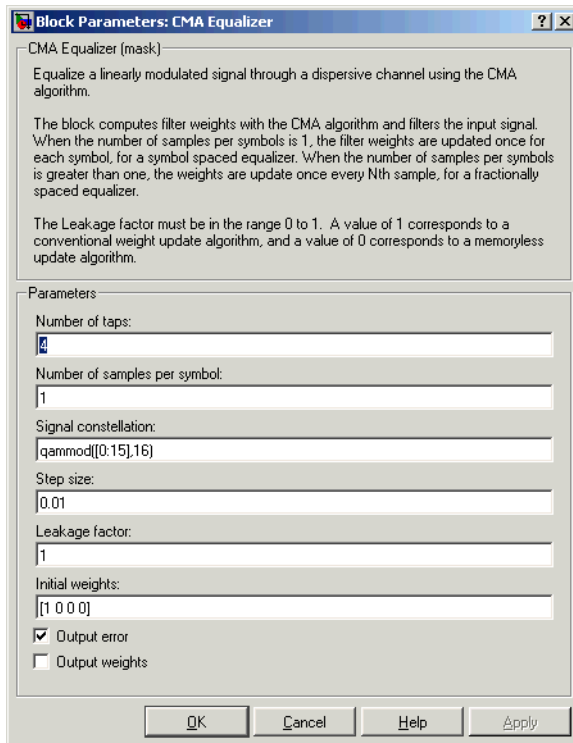 Block Parameters: CMA Equalizer
CMA Equalizer (mask)
Equalize a linearly modulated signal through a dispersive channel using the CMA
algorithm.
The block computes filter weights with the CMA algorithm and filters the input signal.
When the number of samples per symbols is 1, the filter weights are updated once for
each symbol, for a symbol spaced equalizer. When the number of samples per symbols
is greater than one, the weights are update once every Nth sample, for a fractionally
spaced equalizer.
The Leakage factor must be in the range 0 to 1. A value of 1 corresponds to a
conventional weight update algorithm, and a value of 0 corresponds to a memoryless
update algorithm.
Parameters
Number of taps:
4
Number of samples per symbol:
1
Signal constellation:
qammod([0:15],16)
Step size:
0.01
Leakage factor:
1
Initial weights:
[1 0 0 0]
Output error
Output weights
OK Cancel Help Apply